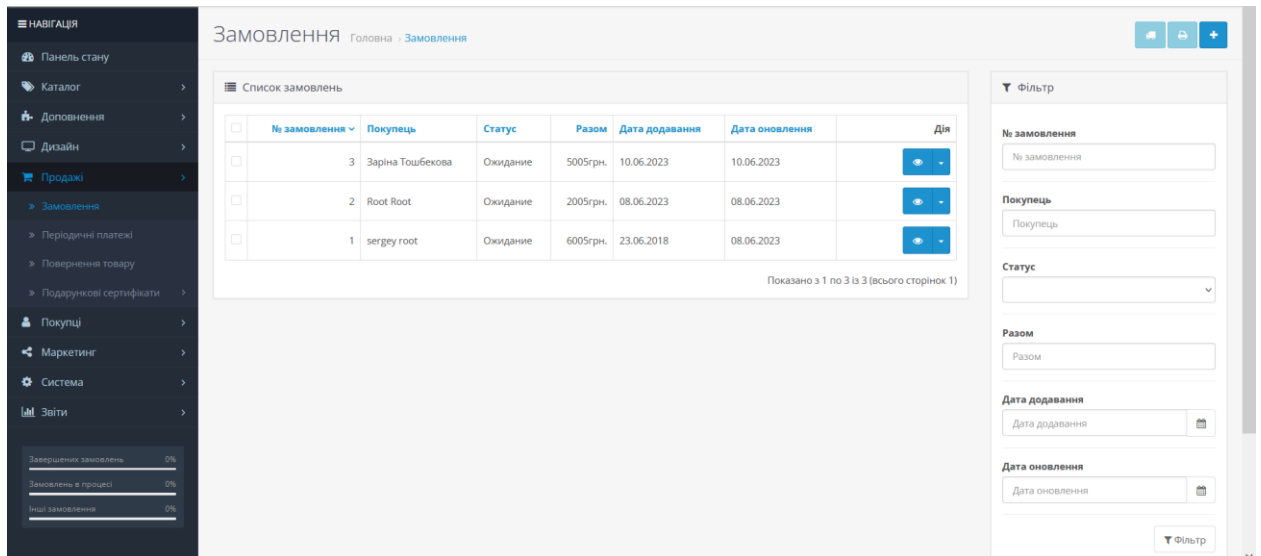 НАВІГАЦІЯ
Панель стану
Каталог
Доповнення
Дизайн
Продажі
» Замовлення
» Періодичні платежі
» Повернення товару
» Подарункові сертифікати
Покупці
Маркетинг
Система
Звіти
Завершених замовлень 0%
Замовлень в процесі 0%
Інші замовлення 0%
Замовлення Головна › Замовлення
Список замовлень
№ замовлення Покупець Статус Разом Дата додавання Дата оновлення Дія
3 Заріна Тошбекова Ожидание 5005грн. 10.06.2023 10.06.2023
2 Root Root Ожидание 2005грн. 08.06.2023 08.06.2023
1 sergey root Ожидание 6005грн. 23.06.2018 08.06.2023
Показано з 1 по 3 із 3 (всього сторінок 1)
Фільтр
№ замовлення
№ замовлення
Покупець
Покупець
Статус
Разом
Разом
Дата додавання
Дата додавання
Дата оновлення
Дата оновлення
Фільтр